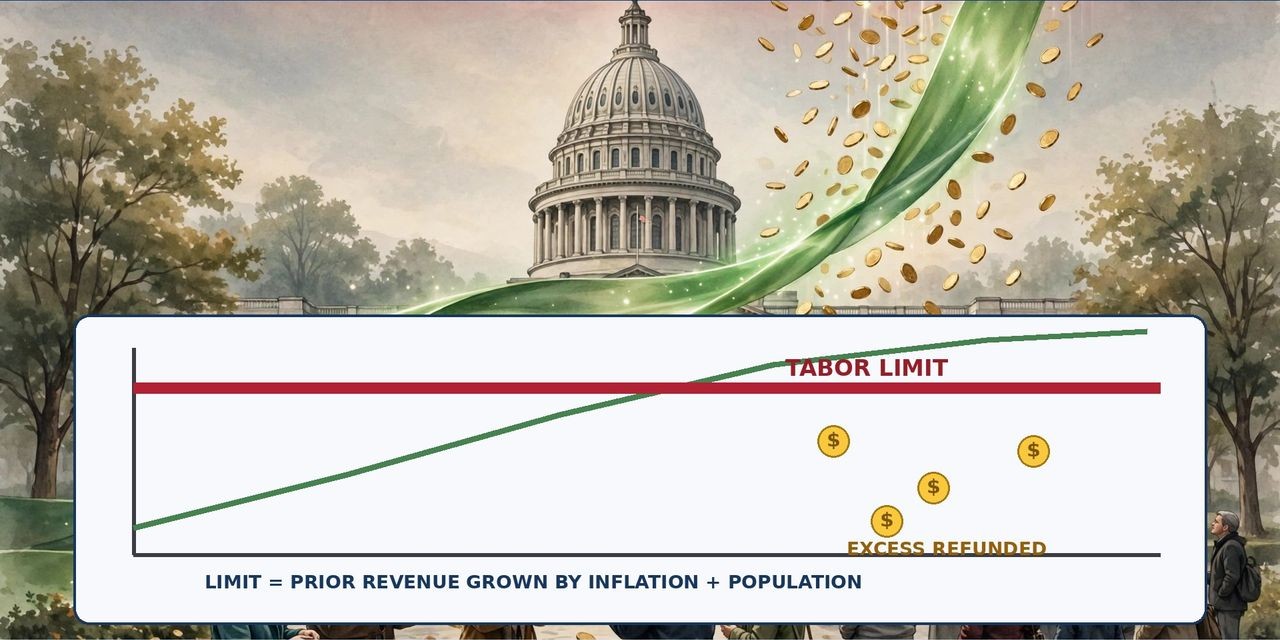 TABOR LIMIT
$
$
$
$
EXCESS REFUNDED
LIMIT = PRIOR REVENUE GROWN BY INFLATION + POPULATION